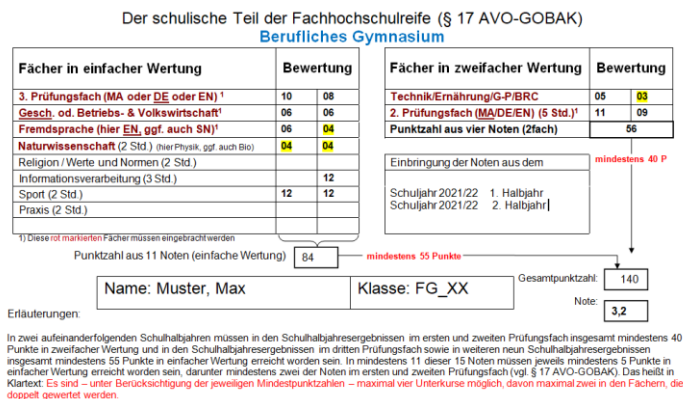 Der schulische Teil der Fachhochschulreife (§ 17 AVO-GOBAK)
Berufliches Gymnasium
Fächer in einfacher Wertung Bewertung
3. Prüfungsfach (MA oder DE oder EN) ¹ 10 08
Gesch. od. Betriebs- & Volkswirtschaft¹ 06 06
Fremdsprache (hier EN, ggf. auch SN)¹ 06 04
Naturwissenschaft (2 Std.) (hier Physik, ggf. auch Bio) 04 04
Religion / Werte und Normen (2 Std.)
Informationsverarbeitung (3 Std.) 12
Sport (2 Std.) 12 12
Praxis (2 Std.)
1) Diese rot markierten Fächer müssen eingebracht werden
Fächer in zweifacher Wertung Bewertung
Technik/Ernährung/G-P/BRC 05 03
2. Prüfungsfach (MA/DE/EN) (5 Std.)¹ 11 09
Punktzahl aus vier Noten (2fach) 56
mindestens 40 P
Einbringung der Noten aus dem
Schuljahr 2021/22 1. Halbjahr
Schuljahr 2021/22 2. Halbjahr
Punktzahl aus 11 Noten (einfache Wertung) 84 mindestens 55 Punkte
Gesamtpunktzahl: 140
Name: Muster, Max Klasse: FG_XX
Note: 3,2
Erläuterungen:
In zwei aufeinanderfolgenden Schulhalbjahren müssen in den Schulhalbjahresergebnissen im ersten und zweiten Prüfungsfach insgesamt mindestens 40
Punkte in zweifacher Wertung und in den Schulhalbjahresergebnissen im dritten Prüfungsfach sowie in weiteren neun Schulhalbjahresergebnissen
insgesamt mindestens 55 Punkte in einfacher Wertung erreicht worden sein. In mindestens 11 dieser 15 Noten müssen jeweils mindestens 5 Punkte in
einfacher Wertung erreicht worden sein, darunter mindestens zwei der Noten im ersten und zweiten Prüfungsfach (vgl. § 17 AVO-GOBAK). Das heißt in
Klartext: Es sind – unter Berücksichtigung der jeweiligen Mindestpunktzahlen – maximal vier Unterkurse möglich, davon maximal zwei in den Fächern, die
doppelt gewertet werden.